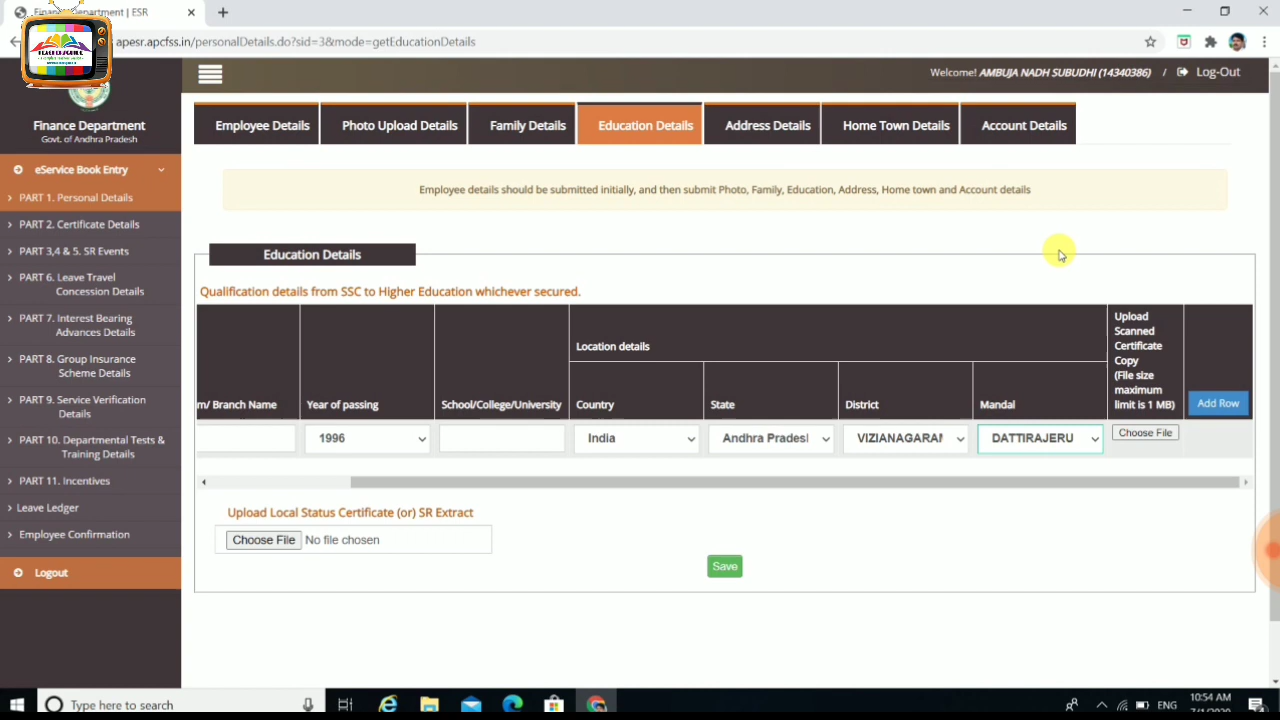 Finance Department | ESR
apesr.apcfss.in/personalDetails.do?sid=3&mode=getEducationDetails
Welcome! AMBUJA NADH SUBUDHI (14340386) / Log-Out
Finance Department
Govt. of Andhra Pradesh
Employee Details
Photo Upload Details
Family Details
Education Details
Address Details
Home Town Details
Account Details
eService Book Entry
PART 1. Personal Details
PART 2. Certificate Details
PART 3,4 & 5. SR Events
PART 6. Leave Travel
Concession Details
PART 7. Interest Bearing
Advances Details
PART 8. Group Insurance
Scheme Details
PART 9. Service Verification
Details
PART 10. Departmental Tests &
Training Details
PART 11. Incentives
Leave Ledger
Employee Confirmation
Logout
Employee details should be submitted initially, and then submit Photo, Family, Education, Address, Home town and Account details
Education Details
Qualification details from SSC to Higher Education whichever secured.
m/ Branch Name
Year of passing
School/College/University
Location details
Country
State
District
Mandal
Upload
Scanned
Certificate
Copy
(File size
maximum
limit is 1 MB)
Add Row
1996
India
Andhra Pradesl
VIZIANAGARAM
DATTIRAJERU
Choose File
Upload Local Status Certificate (or) SR Extract
Choose File No file chosen
Save
Type here to search
ENG
10:54 AM